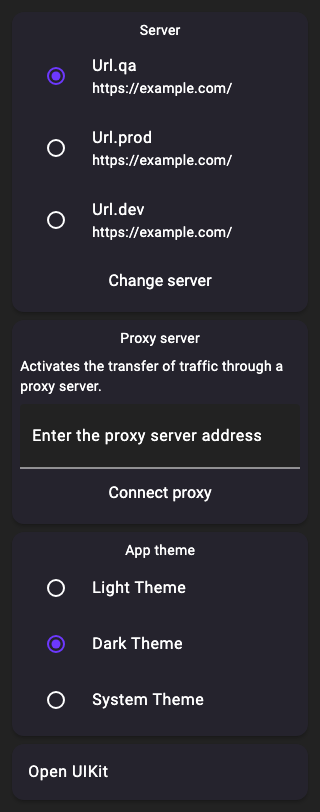 Server
Url.qa
https://example.com/
Url.prod
https://example.com/
Url.dev
https://example.com/
Change server
Proxy server
Activates the transfer of traffic through a
proxy server.
Enter the proxy server address
Connect proxy
App theme
Light Theme
Dark Theme
System Theme
Open UIKit